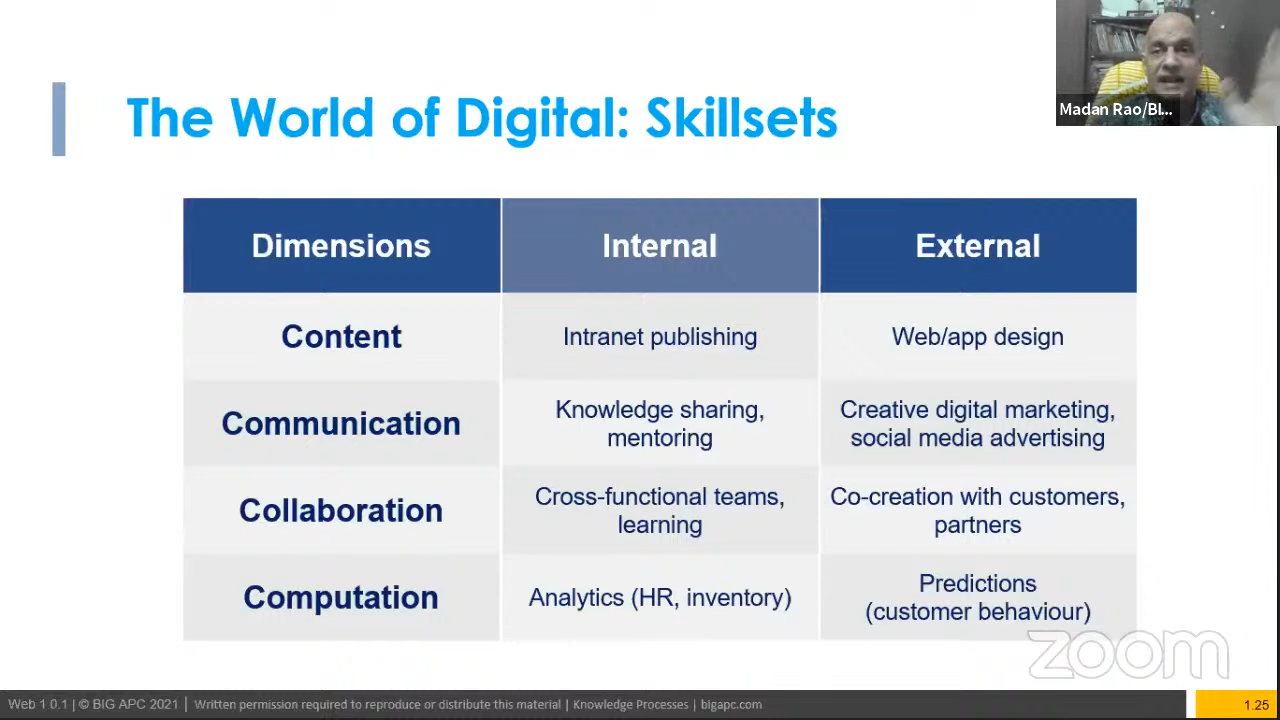 The World of Digital: Skillsets
Madan Rao/BI...
Dimensions
Internal
External
Content
Intranet publishing
Web/app design
Communication
Knowledge sharing,
mentoring
Creative digital marketing,
social media advertising
Collaboration
Cross-functional teams,
learning
Co-creation with customers,
partners
Computation
Analytics (HR, inventory)
Predictions
(customer behaviour)
zoom
Web 1 0.1 | © BIG APC 2021 | Written permission required to reproduce or distribute this material | Knowledge Processes | bigapc.com
1.25